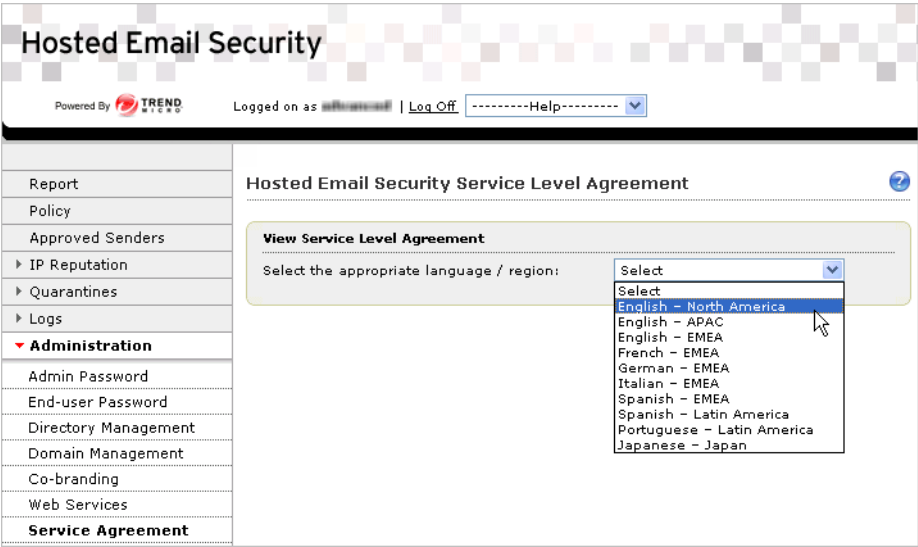 Hosted Email Security
Powered By TREND MICRO
Logged on as | Log Off ---------Help---------
Report
Policy
Approved Senders
IP Reputation
Quarantines
Logs
Administration
Admin Password
End-user Password
Directory Management
Domain Management
Co-branding
Web Services
Service Agreement
Hosted Email Security Service Level Agreement
?
View Service Level Agreement
Select the appropriate language / region:
Select
Select
English - North America
English - APAC
English - EMEA
French - EMEA
German - EMEA
Italian - EMEA
Spanish - EMEA
Spanish - Latin America
Portuguese - Latin America
Japanese - Japan